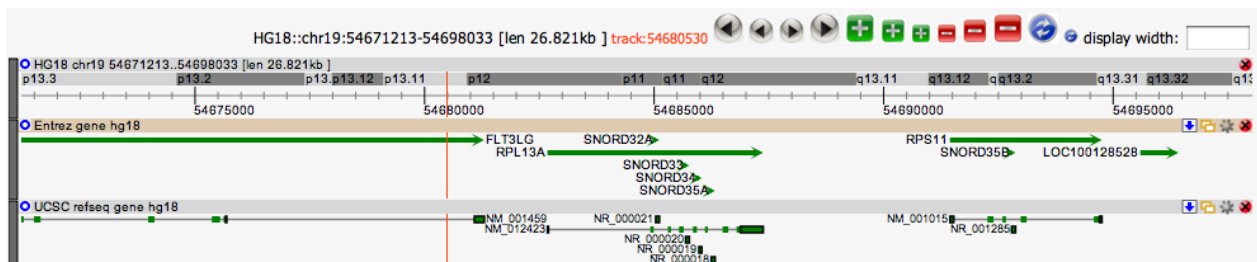 HG18::chr19:54671213-54698033 [len 26.821kb ] track:54680530 display width:
HG18 chr19 54671213..54698033 [len 26.821kb ]
p13.3 p13.2 p13.p13.12 p13.11 p12 p11 q11 q12 q13.11 q13.12 q q13.2 q13.31 q13.32 q13
54675000 54680000 54685000 54690000 54695000
Entrez gene hg18
FLT3LG SNORD32A RPS11
RPL13A SNORD35B LOC100128528
SNORD33
SNORD34
SNORD35A
UCSC refseq gene hg18
NM_001459 NR_000021 NM_001015
NM_012423 NR_001285
NR_000020
NR_000019
NR_000018